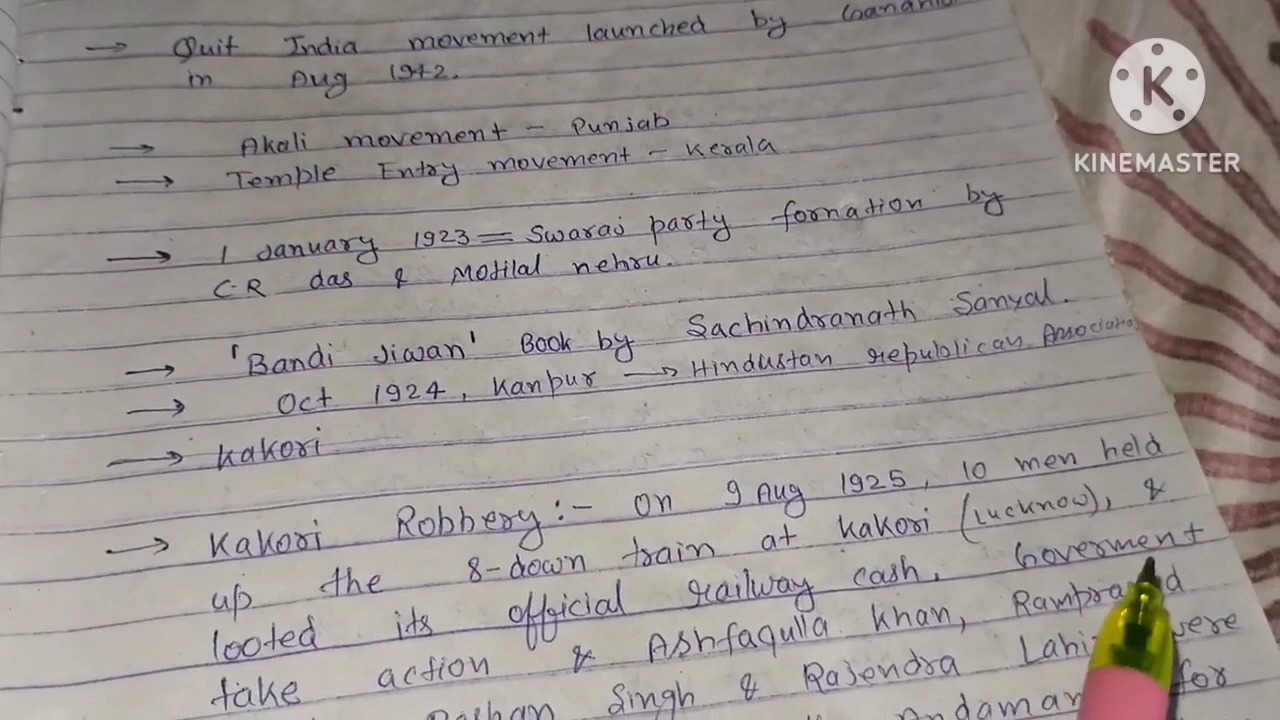 → Quit India movement launched by
in Aug 1942.
→ Akali movement - Punjab
→ Temple Entry movement - Kerala
→ 1 January 1923 = Swaraj party formation by
C.R das & Motilal nehru.
→ 'Bandi Jiwan' Book by Sachindranath Sanyal.
→ Oct 1924, Kanpur → Hindustan republican
→ Kakori
→ Kakori Robbery:- On 9 Aug 1925, 10 men held
up the 8-down train at Kakori (Lucknow), &
looted its official railway cash. Goverment
take action & Ashfaqulla Khan,
Singh & Rajendra were
for
K
KINEMASTER